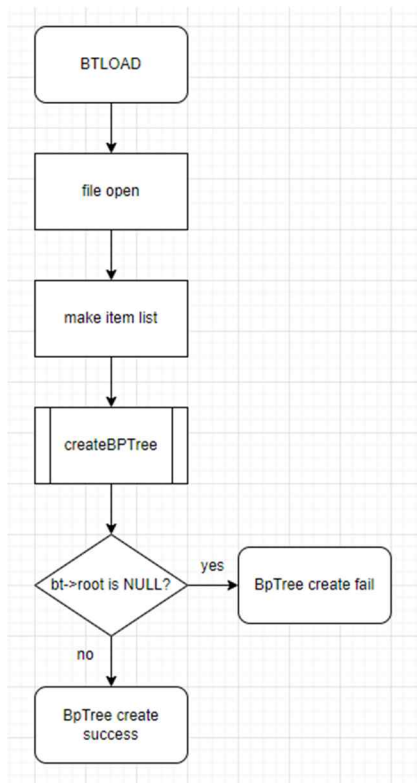 BTLOAD
file open
make item list
createBPTree
bt->root is NULL?
yes
BpTree create fail
no
BpTree create
success